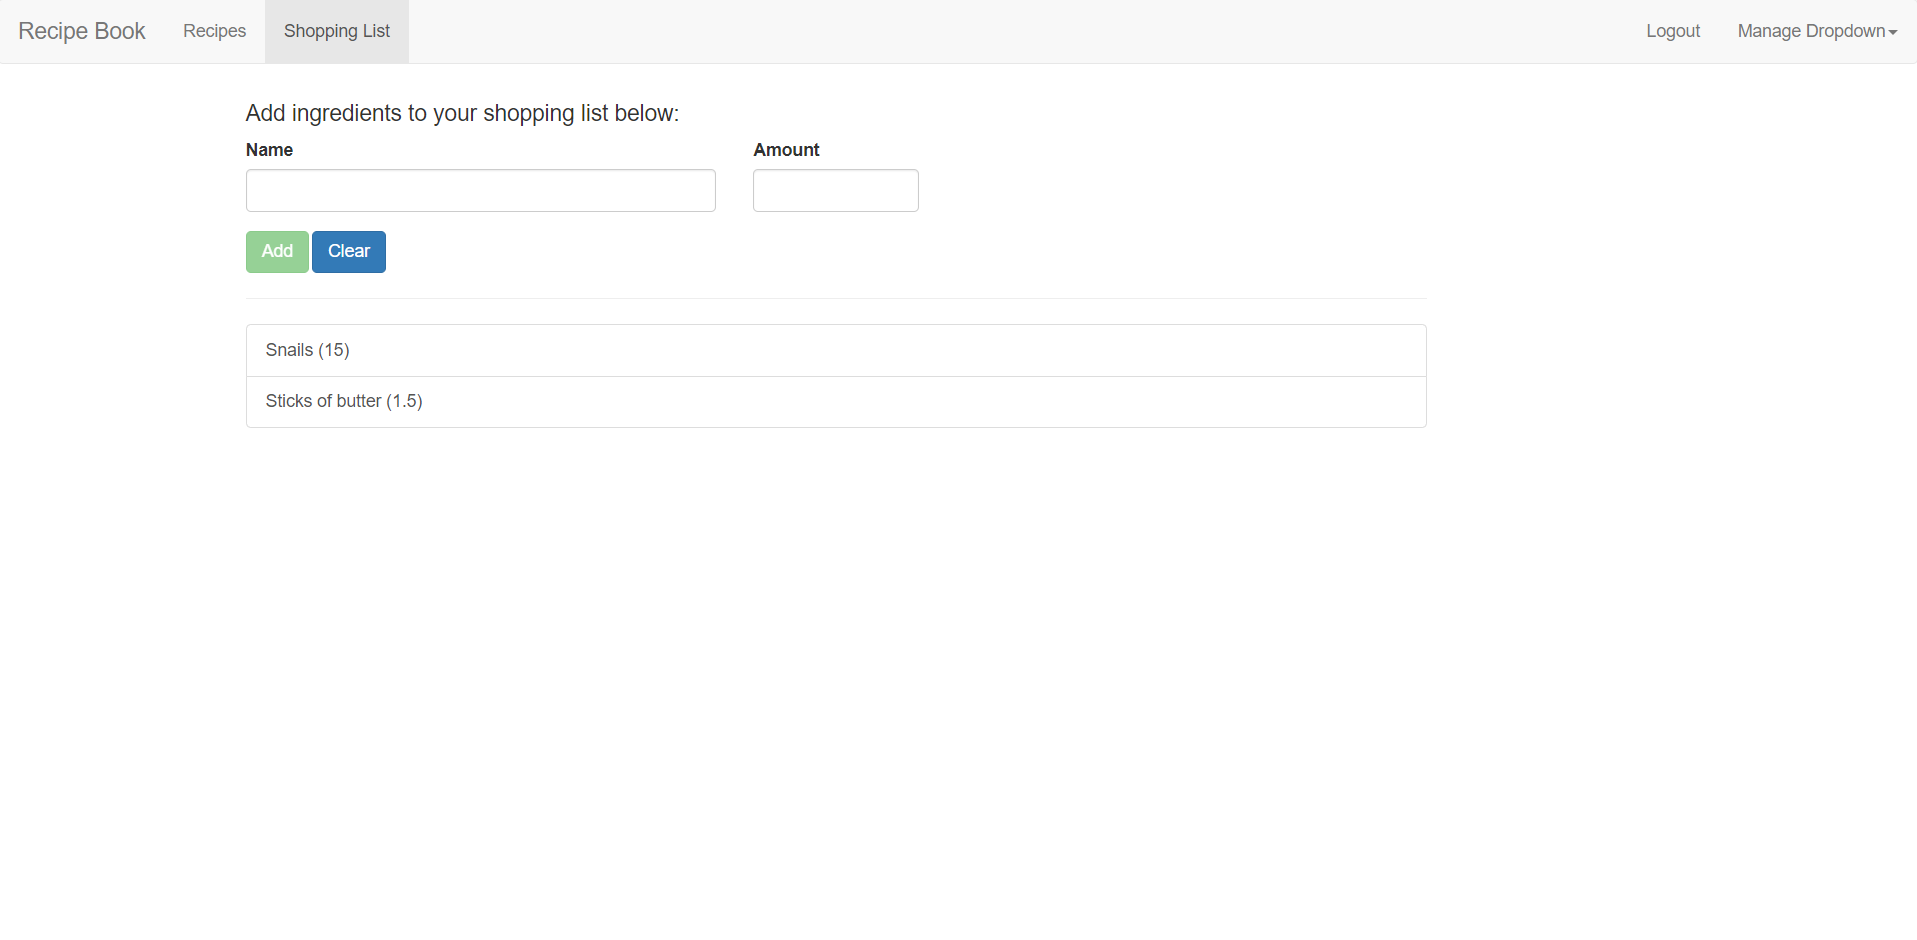 Recipe Book Recipes Shopping List Logout Manage Dropdown
Add ingredients to your shopping list below:
Name Amount
Add Clear
Snails (15)
Sticks of butter (1.5)